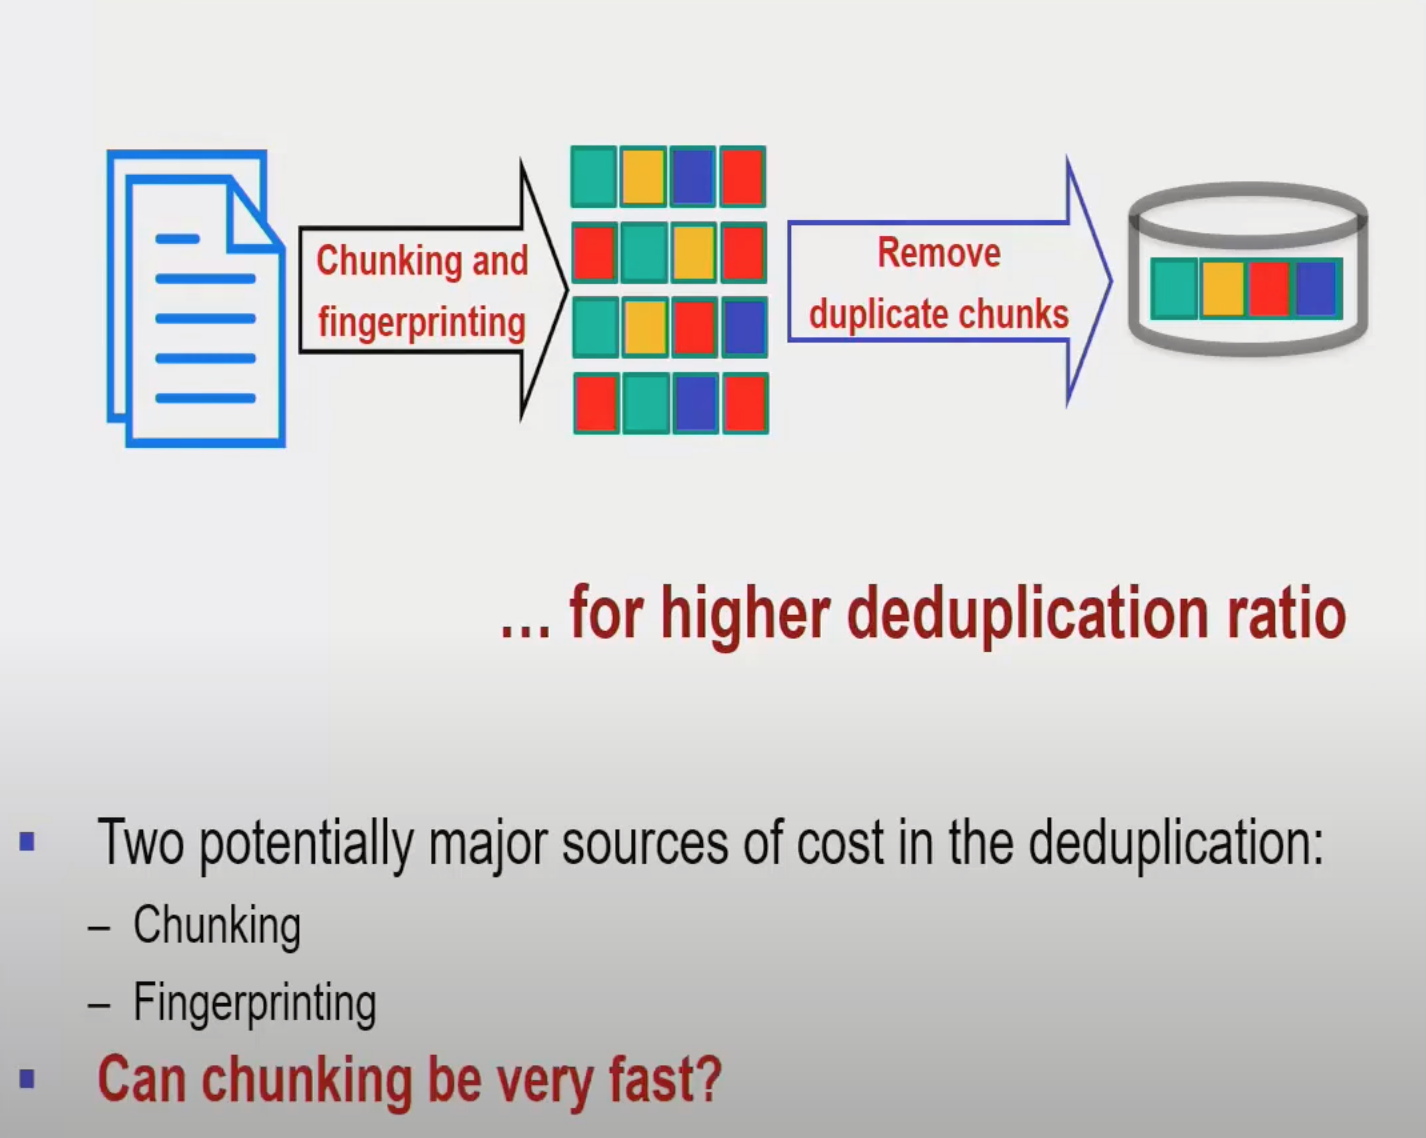 Chunking and
fingerprinting
Remove
duplicate chunks
... for higher deduplication ratio
▪ Two potentially major sources of cost in the deduplication:
– Chunking
– Fingerprinting
▪ Can chunking be very fast?